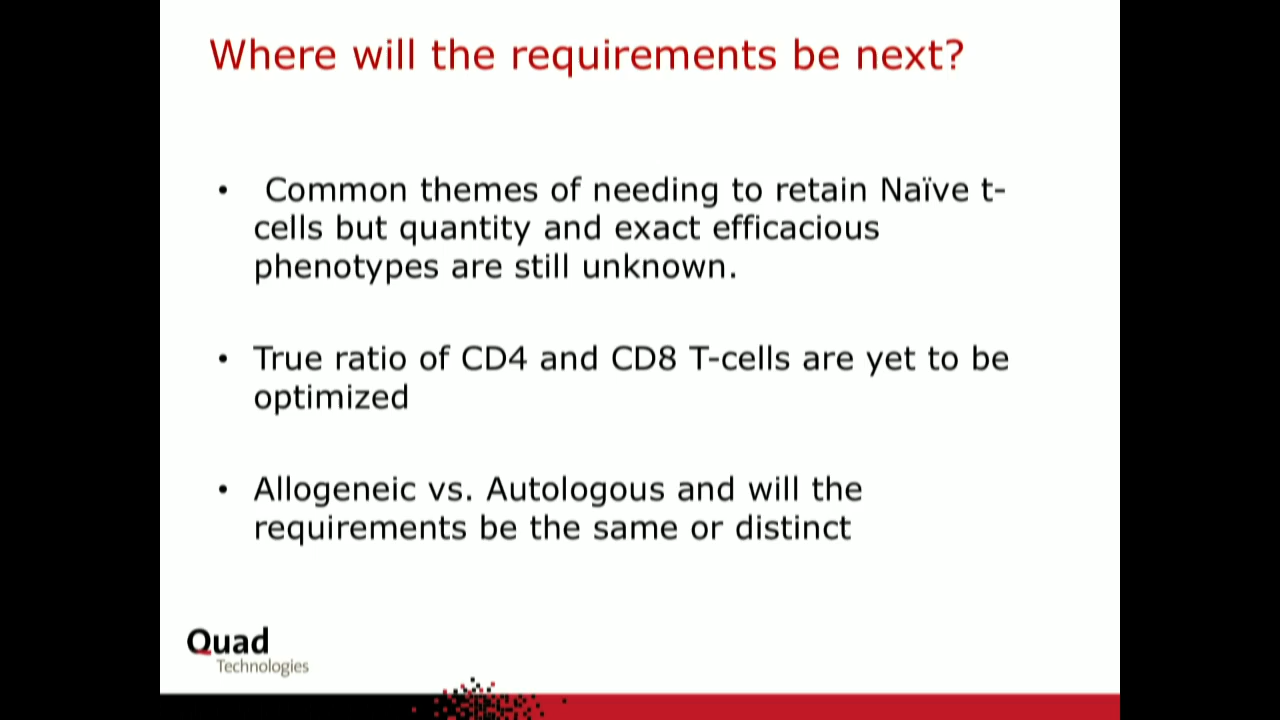 Where will the requirements be next?
• Common themes of needing to retain Naïve t-
cells but quantity and exact efficacious
phenotypes are still unknown.
• True ratio of CD4 and CD8 T-cells are yet to be
optimized
• Allogeneic vs. Autologous and will the
requirements be the same or distinct
Quad
Technologies